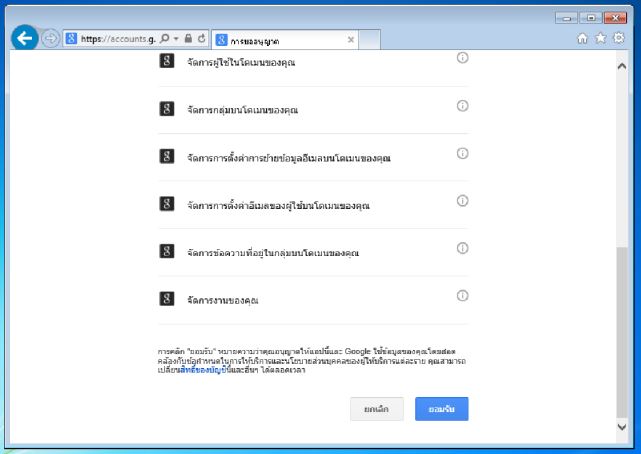 https://accounts.g.
การขออนุญาต
จัดการผู้ใช้ในโดเมนของคุณ
จัดการกลุ่มบนโดเมนของคุณ
จัดการการตั้งค่าการย้ายข้อมูลอีเมลบนโดเมนของคุณ
จัดการการตั้งค่าอีเมลของผู้ใช้บนโดเมนของคุณ
จัดการข้อความที่อยู่ในกลุ่มบนโดเมนของคุณ
จัดการงานของคุณ
การคลิก "ยอมรับ" หมายความว่าคุณอนุญาตให้แอปนี้และ Google ใช้ข้อมูลของคุณโดยสอด
คล้องกับข้อกำหนดในการให้บริการและนโยบายส่วนบุคคลของผู้ให้บริการแต่ละราย คุณสามารถ
เปลี่ยนสิทธิ์ของบัญชีนี้และอื่นๆ ได้ตลอดเวลา
ยกเลิก
ยอมรับ